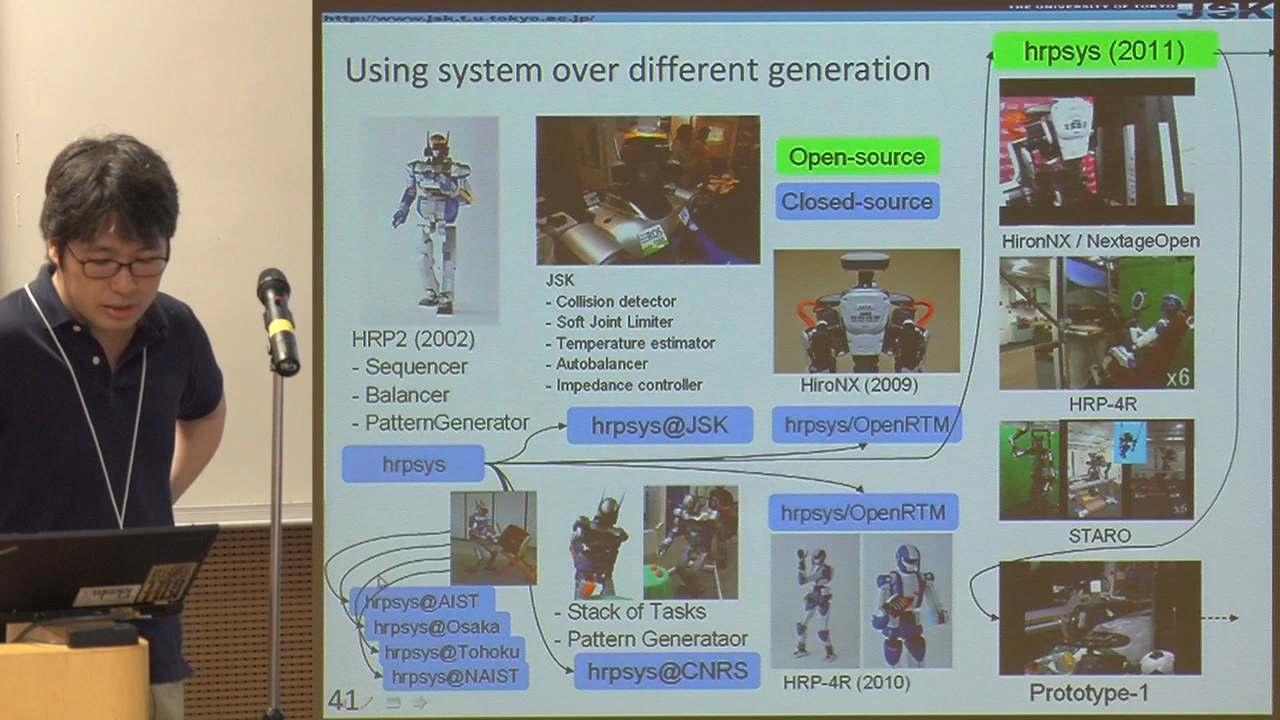 http://www.jsk.t.u-tokyo.ac.jp/
THE UNIVERSITY OF TOKYO JSK
Using system over different generation
hrpsys (2011)
Open-source
Closed-source
HironNX / NextageOpen
JSK
- Collision detector
- Soft Joint Limiter
- Temperature estimator
- Autobalancer
- Impedance controller
ROS
HRP2 (2002)
- Sequencer
- Balancer
- PatternGenerator
HiroNX (2009)
x6
HRP-4R
hrpsys@JSK
hrpsys/OpenRTM
hrpsys
hrpsys/OpenRTM
x6
STARO
hrpsys@AIST
hrpsys@Osaka
hrpsys@Tohoku
hrpsys@NAIST
- Stack of Tasks
- Pattern Generataor
hrpsys@CNRS
HRP-4R (2010)
Prototype-1
41